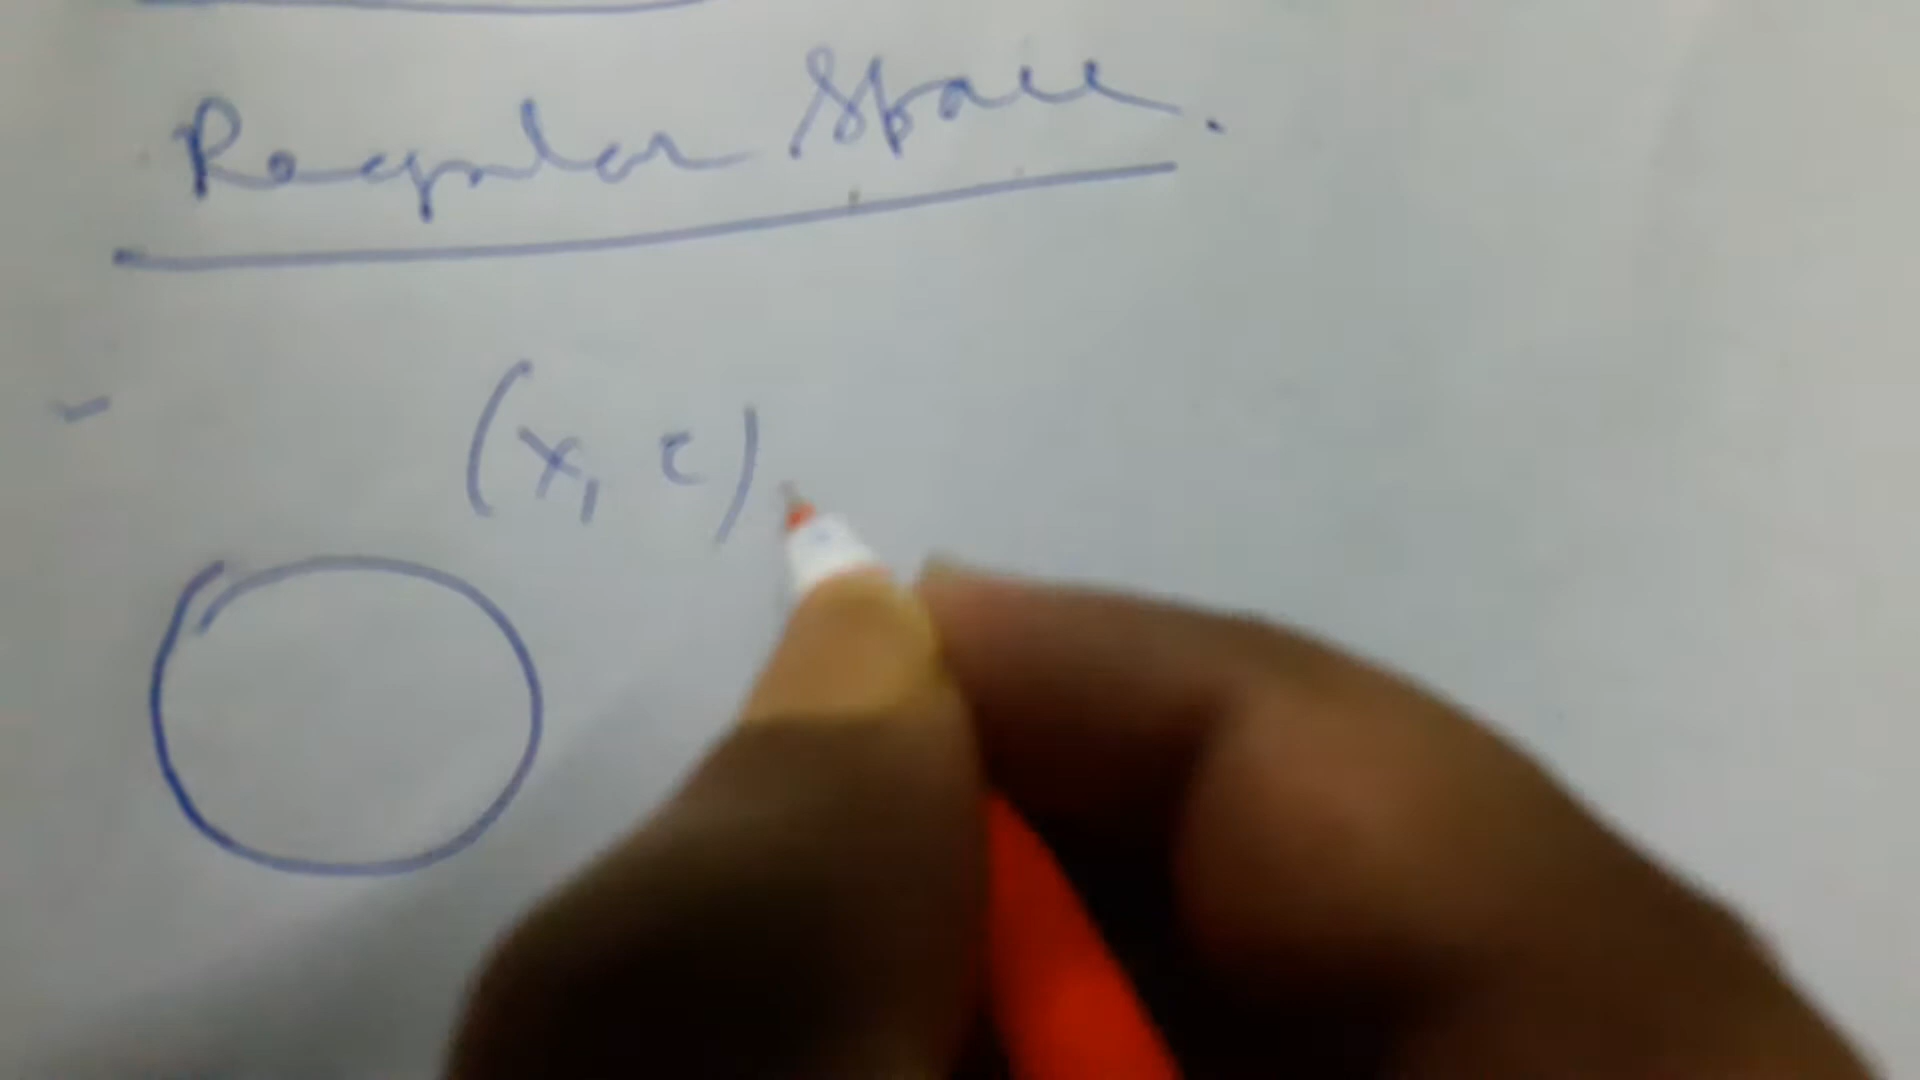 Regular Space.
(X, τ)